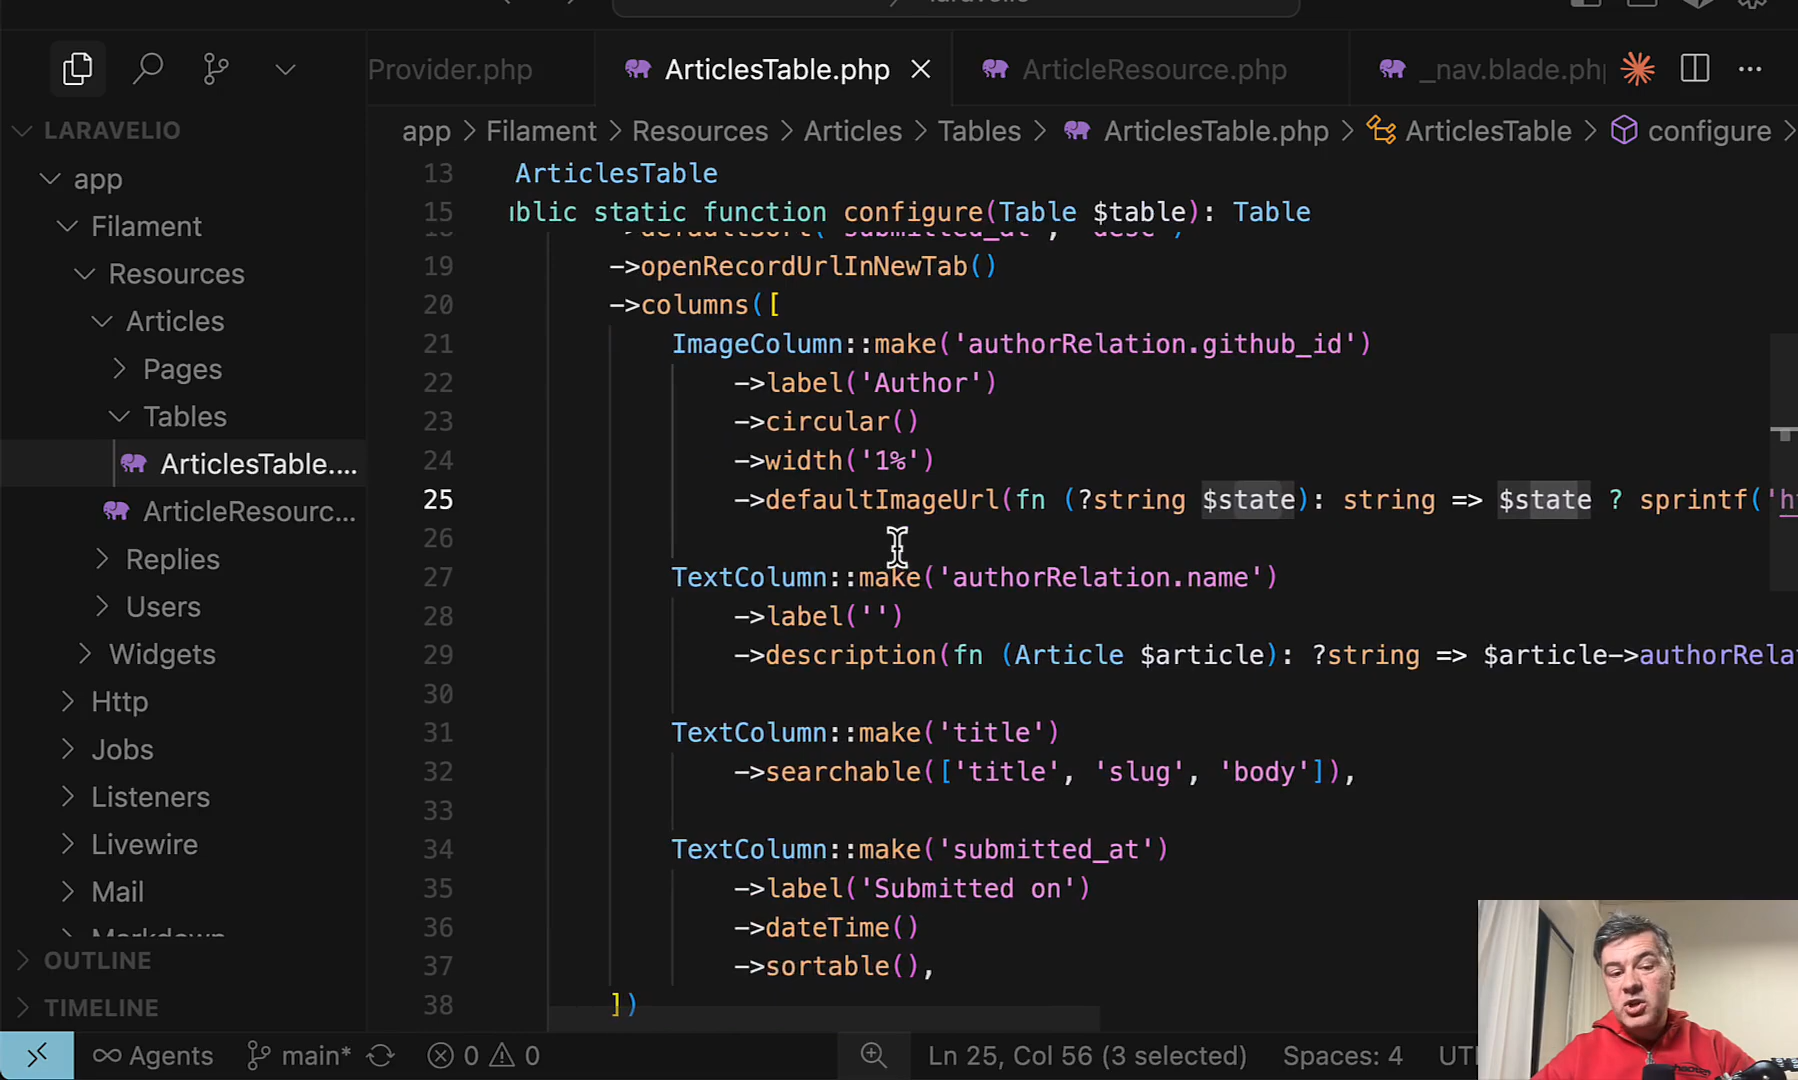 Provider.php
ArticlesTable.php
ArticleResource.php
_nav.blade.ph
LARAVELIO
app > Filament > Resources > Articles > Tables > ArticlesTable.php > ArticlesTable > configure >
app
Filament
Resources
Articles
Pages
Tables
ArticlesTable....
ArticleResourc...
Replies
Users
Widgets
Http
Jobs
Listeners
Livewire
Mail
Markdown
OUTLINE
TIMELINE
13 ArticlesTable
15 blic static function configure(Table $table): Table
->defaultSort('submitted_at', 'desc')
19 ->openRecordUrlInNewTab()
20 ->columns([
21 ImageColumn::make('authorRelation.github_id')
22 ->label('Author')
23 ->circular()
24 ->width('1%')
25 ->defaultImageUrl(fn (?string $state): string => $state ? sprintf('h
26
27 TextColumn::make('authorRelation.name')
28 ->label('')
29 ->description(fn (Article $article): ?string => $article->authorRela
30
31 TextColumn::make('title')
32 ->searchable(['title', 'slug', 'body']),
33
34 TextColumn::make('submitted_at')
35 ->label('Submitted on')
36 ->dateTime()
37 ->sortable(),
38 ])
Agents main* 0 0 Ln 25, Col 56 (3 selected) Spaces: 4 UT